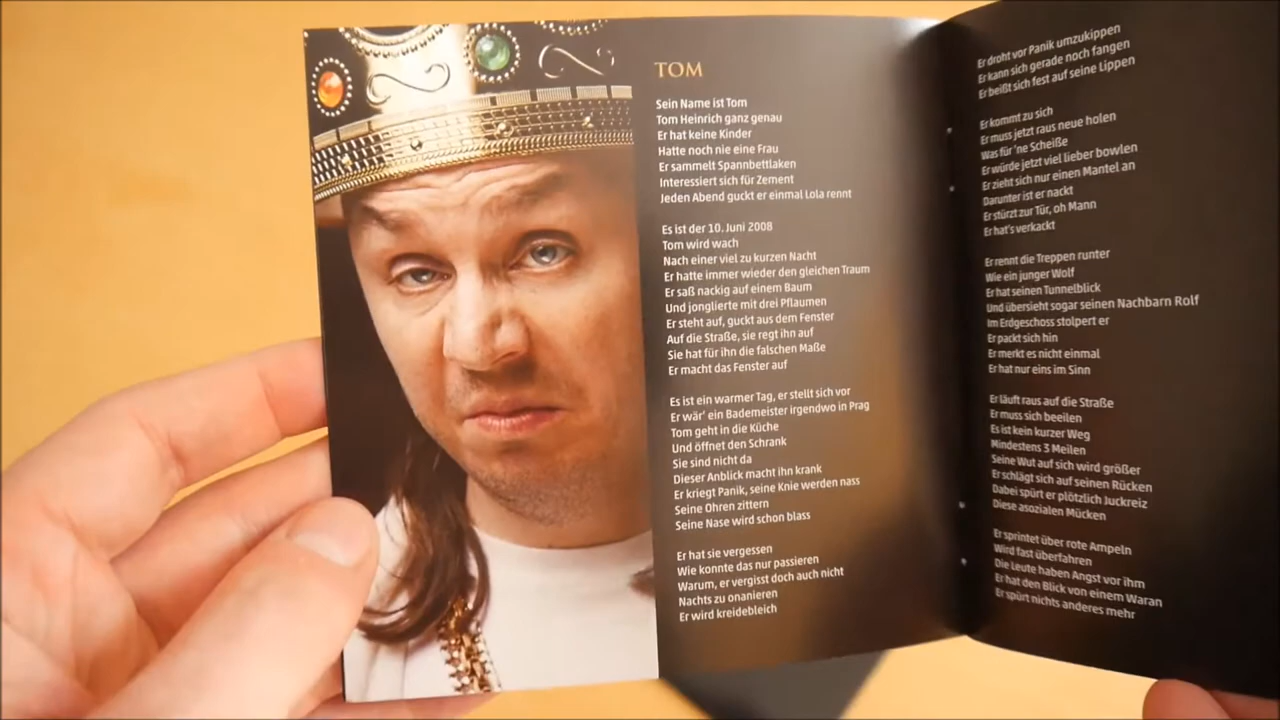 TOM
Sein Name ist Tom
Tom Heinrich ganz genau
Er hat keine Kinder
Hatte noch nie eine Frau
Er sammelt Spannbettlaken
Interessiert sich für Zement
Jeden Abend guckt er einmal Lola rennt
Es ist der 10. Juni 2008
Tom wird wach
Nach einer viel zu kurzen Nacht
Er hatte immer wieder den gleichen Traum
Er saß nackig auf einem Baum
Und jonglierte mit drei Pflaumen
Er steht auf, guckt aus dem Fenster
Auf die Straße, sie regt ihn auf
Sie hat für ihn die falschen Maße
Er macht das Fenster auf
Es ist ein warmer Tag, er stellt sich vor
Er wär' ein Bademeister irgendwo in Prag
Tom geht in die Küche
Und öffnet den Schrank
Sie sind nicht da
Dieser Anblick macht ihn krank
Er kriegt Panik, seine Knie werden nass
Seine Ohren zittern
Seine Nase wird schon blass
Er hat sie vergessen
Wie konnte das nur passieren
Warum, er vergisst doch auch nicht
Nachts zu onanieren
Er wird kreidebleich
Er droht vor Panik umzukippen
Er kann sich gerade noch fangen
Er beißt sich fest auf seine Lippen
Er kommt zu sich
Er muss jetzt raus neue holen
Was für 'ne Scheiße
Er würde jetzt viel lieber bowlen
Er zieht sich nur einen Mantel an
Darunter ist er nackt
Er stürzt zur Tür, oh Mann
Er hat's verkackt
Er rennt die Treppen runter
Wie ein junger Wolf
Er hat seinen Tunnelblick
Und übersieht sogar seinen Nachbarn Rolf
Im Erdgeschoss stolpert er
Er packt sich hin
Er merkt es nicht einmal
Er hat nur eins im Sinn
Er läuft raus auf die Straße
Er muss sich beeilen
Es ist kein kurzer Weg
Mindestens 3 Meilen
Seine Wut auf sich wird größer
Er schlägt sich auf seinen Rücken
Dabei spürt er plötzlich Juckreiz
Diese asozialen Mücken
Er sprintet über rote Ampeln
Wird fast überfahren
Die Leute haben Angst vor ihm
Er hat den Blick von einem Waran
Er spürt nichts anderes mehr